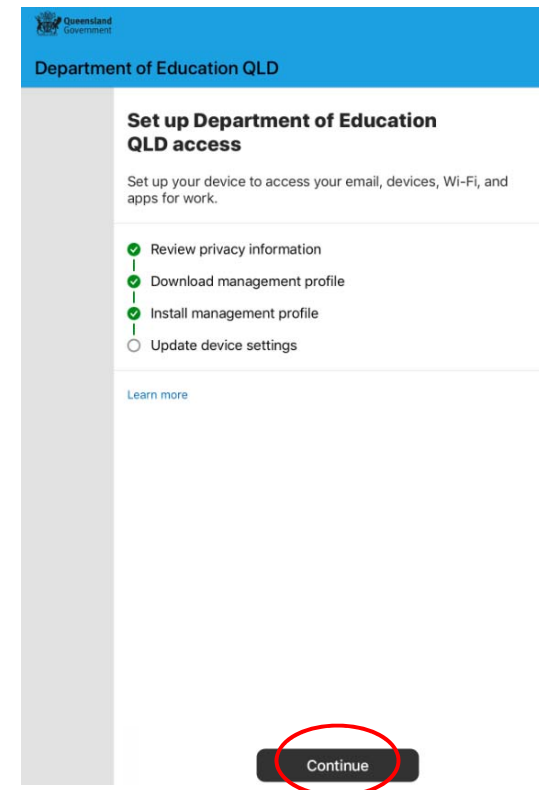 Queensland
Government
Department of Education QLD
Set up Department of Education
QLD access
Set up your device to access your email, devices, Wi-Fi, and
apps for work.
Review privacy information
Download management profile
Install management profile
Update device settings
Learn more
Continue